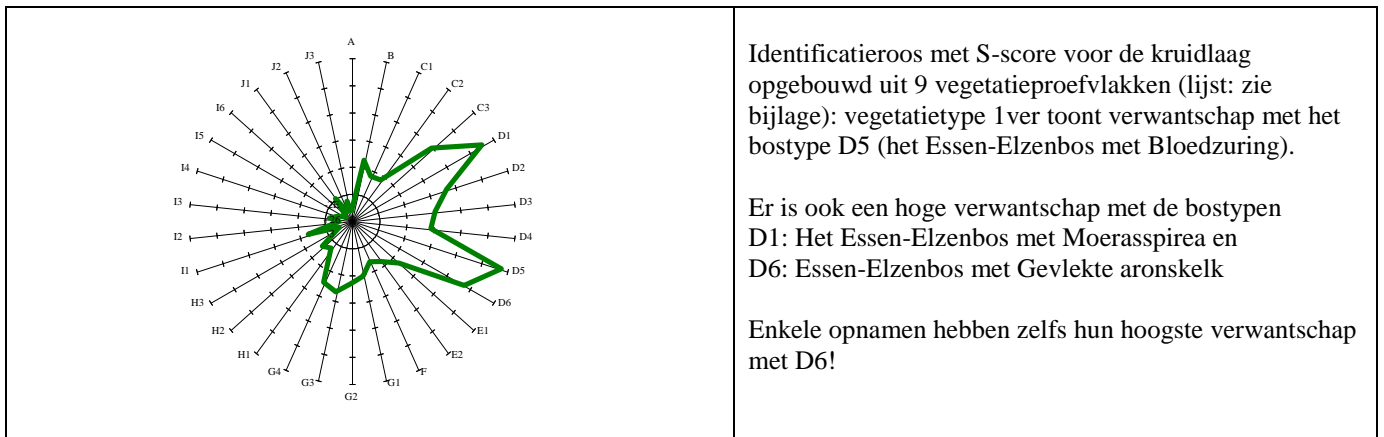 A
B
C1
C2
C3
D1
D2
D3
D4
D5
D6
E1
E2
F
G1
G2
G3
G4
H1
H2
H3
I1
I2
I3
I4
I5
I6
J1
J2
J3
Identificatieroos met S-score voor de kruidlaag
opgebouwd uit 9 vegetatieproefvlakken (lijst: zie
bijlage): vegetatietype 1ver toont verwantschap met het
bostype D5 (het Essen-Elzenbos met Bloedzuring).
Er is ook een hoge verwantschap met de bostypen
D1: Het Essen-Elzenbos met Moerasspirea en
D6: Essen-Elzenbos met Gevlekte aronskelk
Enkele opnamen hebben zelfs hun hoogste verwantschap
met D6!